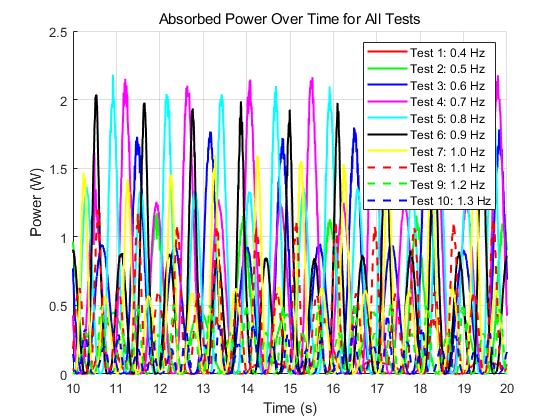 Absorbed Power Over Time for All Tests
2.5
2
1.5
1
0.5
0
Power (W)
Test 1: 0.4 Hz
Test 2: 0.5 Hz
Test 3: 0.6 Hz
Test 4: 0.7 Hz
Test 5: 0.8 Hz
Test 6: 0.9 Hz
Test 7: 1.0 Hz
Test 8: 1.1 Hz
Test 9: 1.2 Hz
Test 10: 1.3 Hz
10 11 12 13 14 15 16 17 18 19 20
Time (s)